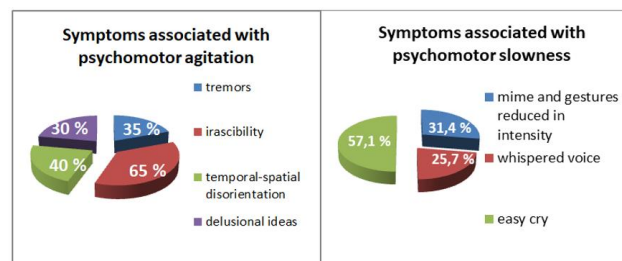 Symptoms associated with
psychomotor agitation
tremors
irascibility
temporal-spatial
disorientation
delusional ideas
35 %
65 %
40 %
30 %
Symptoms associated with
psychomotor slowness
mime and gestures
reduced in
intensity
whispered voice
easy cry
31,4 %
25,7 %
57,1 %